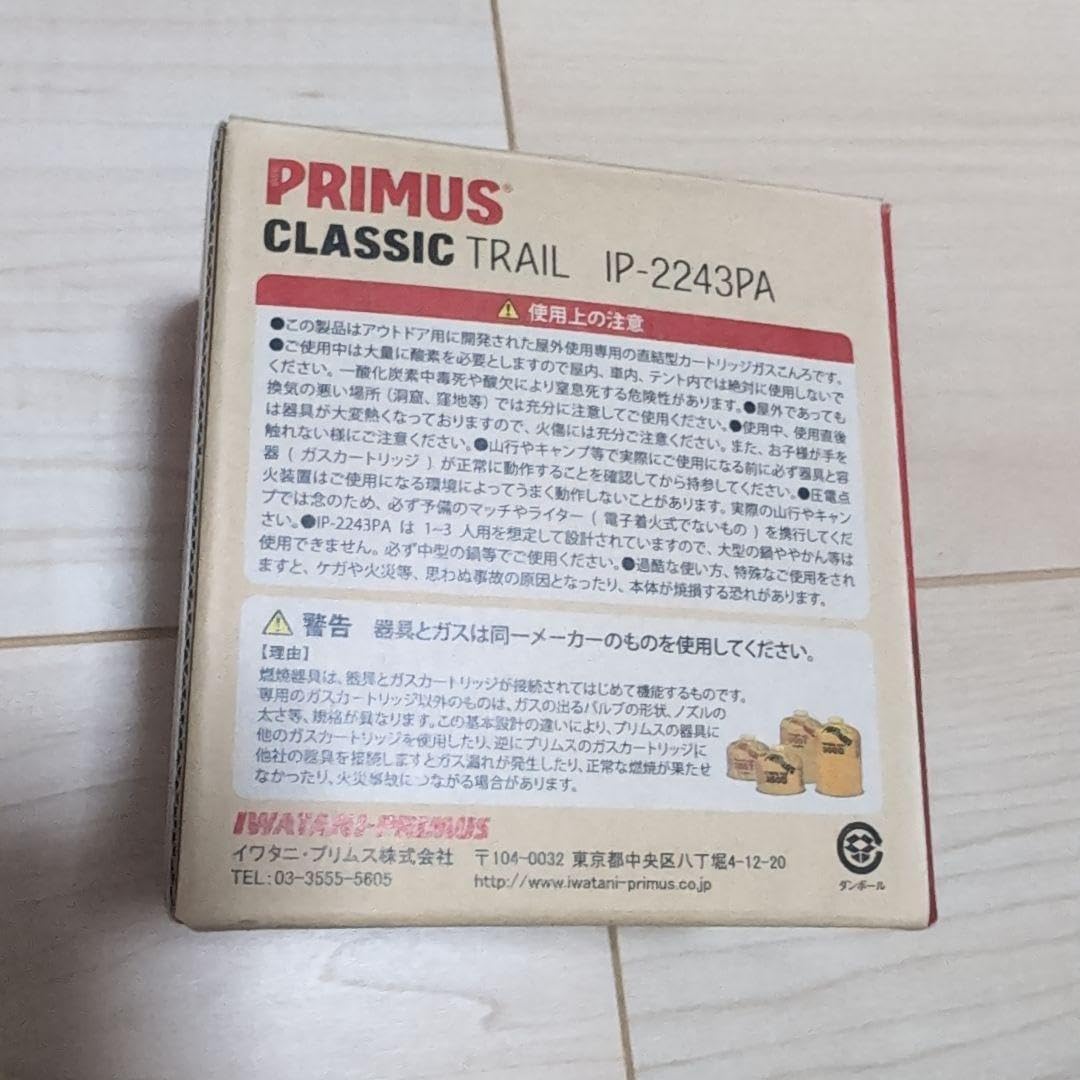 PRIMUS®
CLASSIC TRAIL IP-2243PA
使用上の注意
●この製品はアウトドア用に開発された屋外使用専用の直結型カートリッジガスこんろです。
●ご使用中は大量に酸素を必要としますので屋内、車内、テント内では絶対に使用しないで
ください。一酸化炭素中毒死や酸欠により窒息死する危険性があります。●屋外であっても
換気の悪い場所（洞窟、窪地等）では充分に注意してご使用ください。●使用中、使用直後
は器具が大変熱くなっておりますので、火傷には充分ご注意ください。また、お子様が手を
触れない様にご注意ください。●山行やキャンプ等で実際にご使用になる前に必ず器具と容
器（ガスカートリッジ）が正常に動作することを確認してから持参してください。●圧電点
火装置はご使用になる環境によってうまく動作しないことがあります。実際の山行やキャン
プでは念のため、必ず予備のマッチやライター（電子着火式でないもの）を携行してくだ
さい。●IP-2243PA は 1~3 人用を想定して設計されていますので、大型の鍋ややかん等は
使用できません。必ず中型の鍋等でご使用ください。●過酷な使い方、特殊なご使用をされ
ますと、ケガや火災等、思わぬ事故の原因となったり、本体が焼損する恐れがあります。
警告 器具とガスは同一メーカーのものを使用してください。
【理由】
燃焼器具は、器具とガスカートリッジが接続されてはじめて機能するものです。
専用のガスカートリッジ以外のものは、ガスの出るバルブの形状、ノズルの
太さ等、規格が異なります。この基本設計の違いにより、プリムスの器具に
他のガスカートリッジを使用したり、逆にプリムスのガスカートリッジに
他社の器具を接続しますとガス漏れが発生したり、正常な燃焼が果たせ
なかったり、火災事故につながる場合があります。
IWATANI-PRIMUS
イワタニ・プリムス株式会社 〒104-0032 東京都中央区八丁堀4-12-20
TEL:03-3555-5605 http://www.iwatani-primus.co.jp
ダンボール